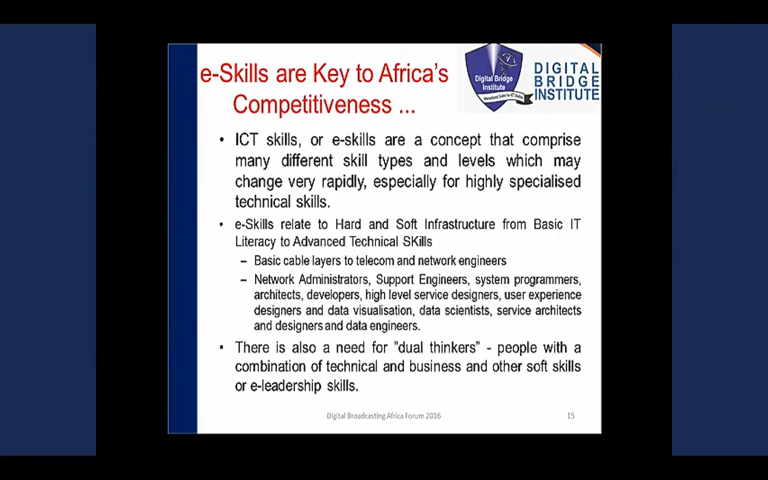 e-Skills are Key to Africa's
Competitiveness ...
Digital Bridge
Institute
DIGITAL
BRIDGE
INSTITUTE
• ICT skills, or e-skills are a concept that comprise
many different skill types and levels which may
change very rapidly, especially for highly specialised
technical skills.
• e-Skills relate to Hard and Soft Infrastructure from Basic IT
Literacy to Advanced Technical SKills
– Basic cable layers to telecom and network engineers
– Network Administrators, Support Engineers, system programmers,
architects, developers, high level service designers, user experience
designers and data visualisation, data scientists, service architects
and designers and data engineers.
• There is also a need for "dual thinkers" - people with a
combination of technical and business and other soft skills
or e-leadership skills.
Digital Broadcasting Africa Forum 2016
15